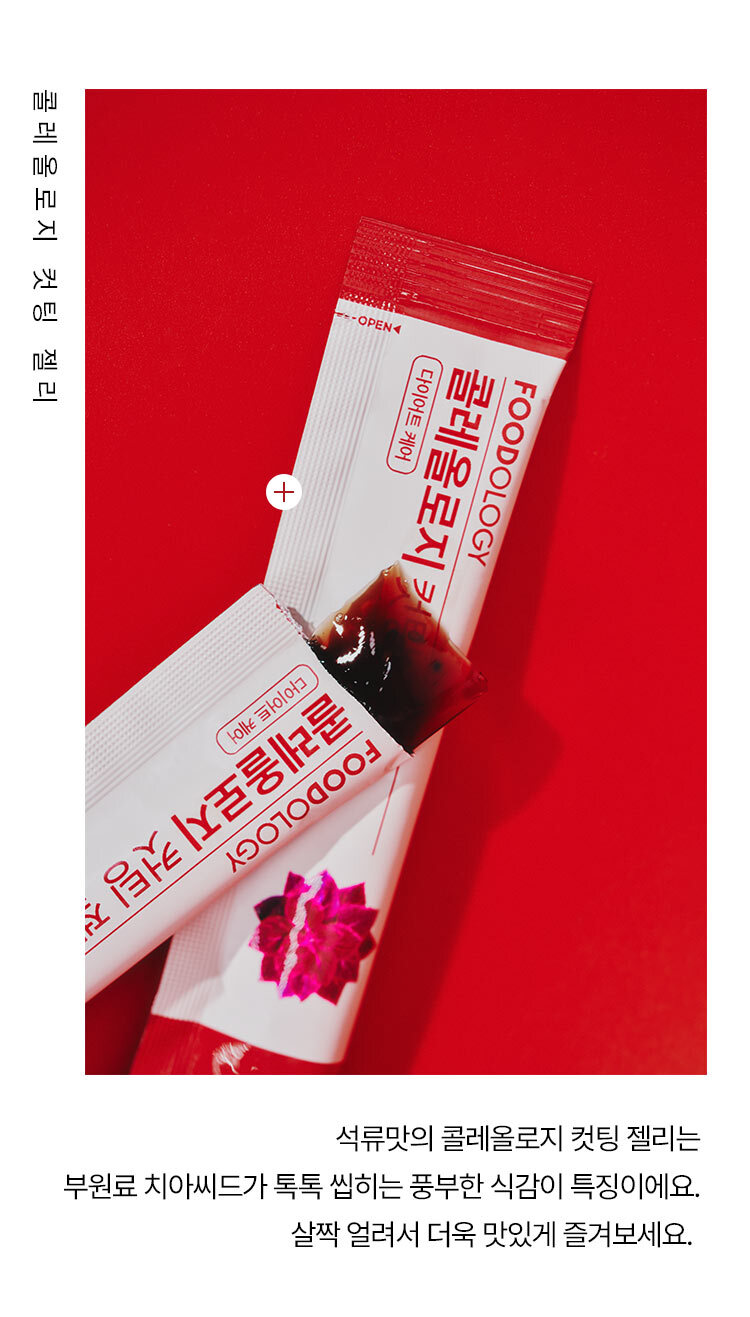 콜레올로지 컷팅 젤리
OPEN
FOODOLOGY
콜레올로지 컷팅
다이어트 케어
다이어트 케어
콜레올로지 컷팅 젤
FOODOLOGY
석류맛의 콜레올로지 컷팅 젤리는
부원료 치아씨드가 톡톡 씹히는 풍부한 식감이 특징이에요.
살짝 얼려서 더욱 맛있게 즐겨보세요.